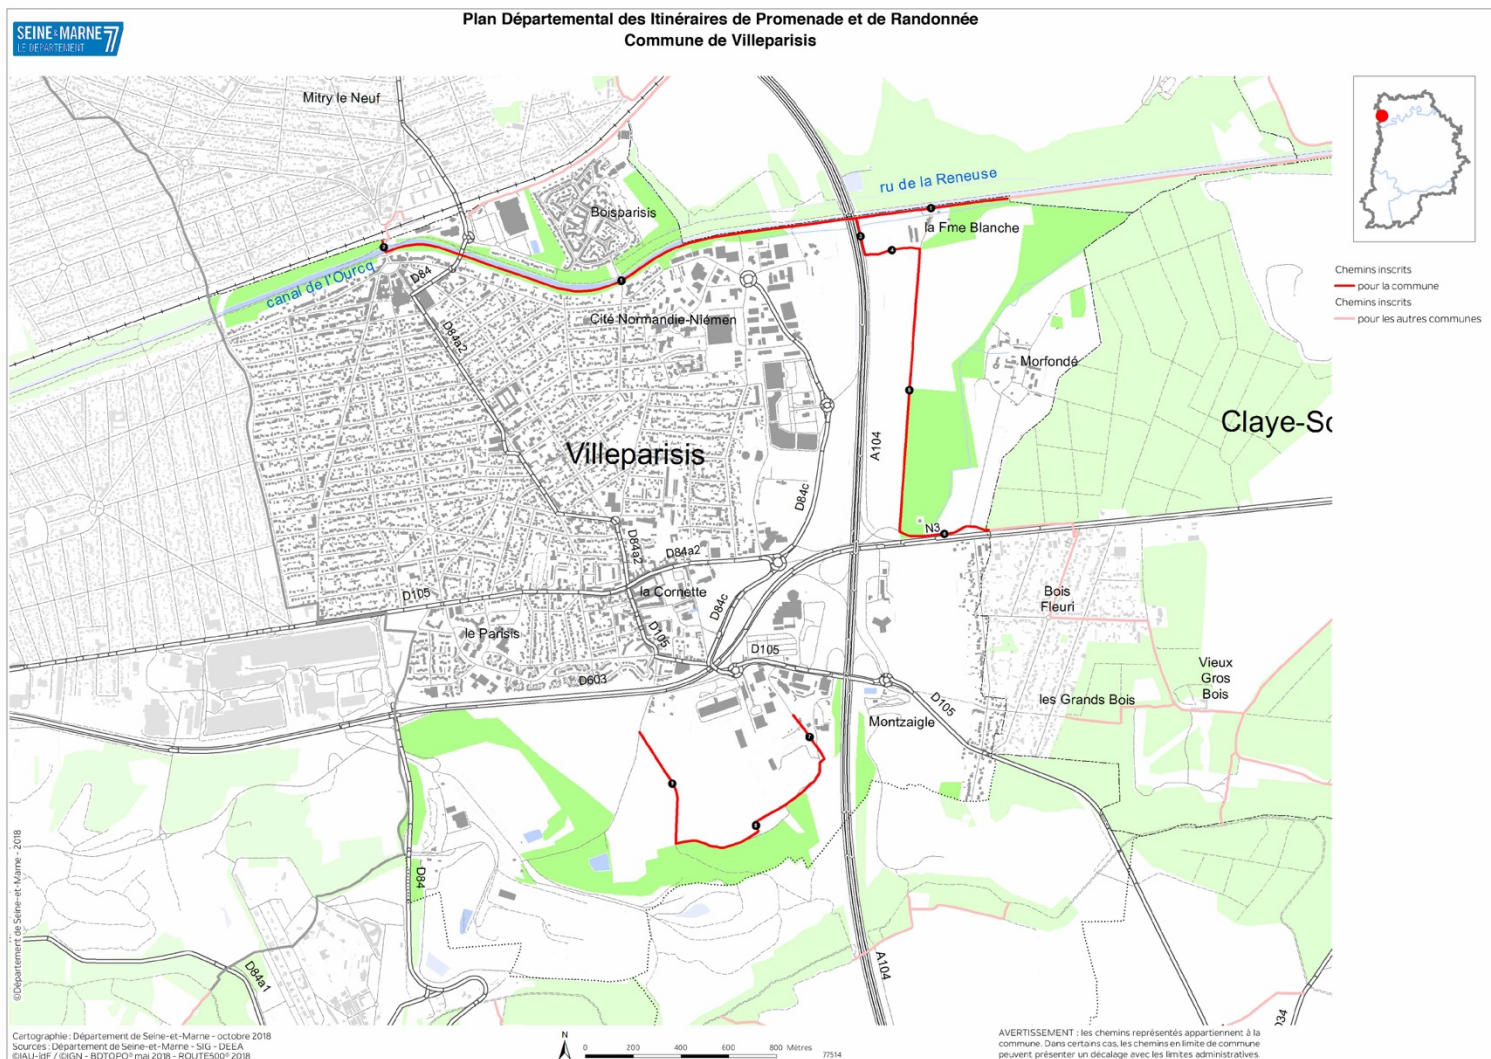 Plan Départemental des Itinéraires de Promenade et de Randonnée
Commune de Villeparisis
SEINE&MARNE 77
LE DÉPARTEMENT
Mitry le Neuf
Boisparisis
ru de la Reneuse
la Fme Blanche
canal de l'Ourcq
D84
D84a2
Cité Normandie-Niémen
Morfondé
Claye-So
Villeparisis
A104
D84c
N3
D84a2
D84a2
D105
la Cornette
D84c
Bois
Fleuri
le Parisis
D105
D105
D603
D105
Vieux
Gros
Bois
les Grands Bois
Montzaigle
D84
D84a1
A104
D34
Chemins inscrits
pour la commune
Chemins inscrits
pour les autres communes
©Département de Seine-et-Marne - 2018
Cartographie : Département de Seine-et-Marne - octobre 2018
Sources : Département de Seine-et-Marne - SIG - DEEA
©IAU-IdF / ©IGN - BDTOPO® mai 2018 - ROUTE500® 2018
N
0 200 400 600 800 Mètres
77514
AVERTISSEMENT : les chemins représentés appartiennent à la
commune. Dans certains cas, les chemins en limite de commune
peuvent présenter un décalage avec les limites administratives.